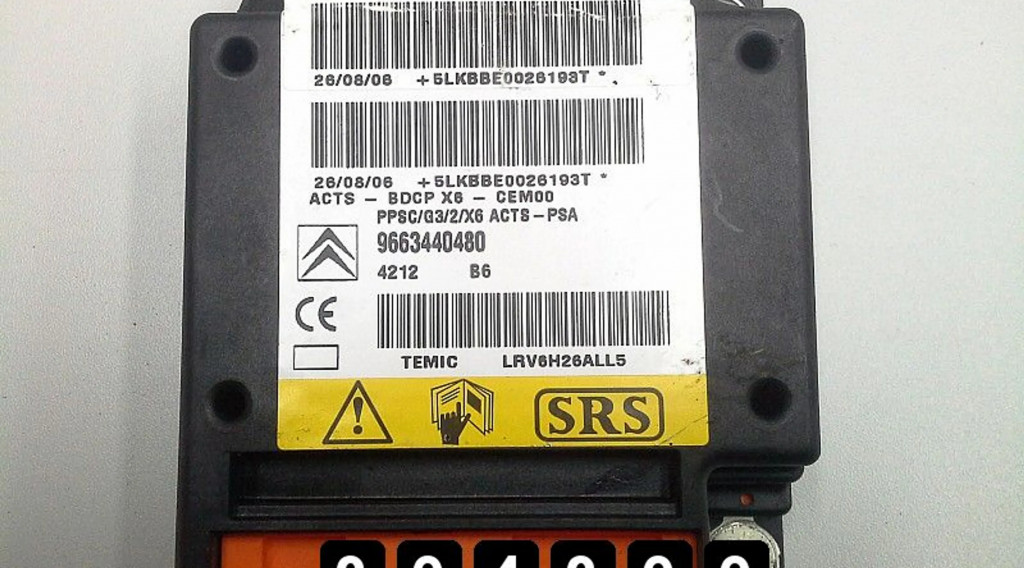 26/08/06 +5LKBBE0026193T *
26/08/06 +5LKBBE0026193T *
ACTS - BDCP X6 - CEM00
PPSC/G3/2/X6 ACTS-PSA
9663440480
4212 B6
CE
TEMIC LRV6H26ALL5
SRS